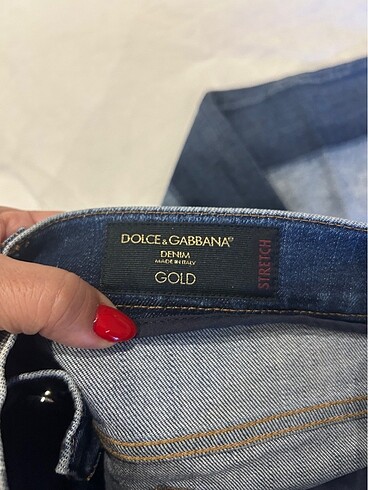 DOLCE & GABBANA®
DENIM
MADE IN ITALY
GOLD
STRETCH